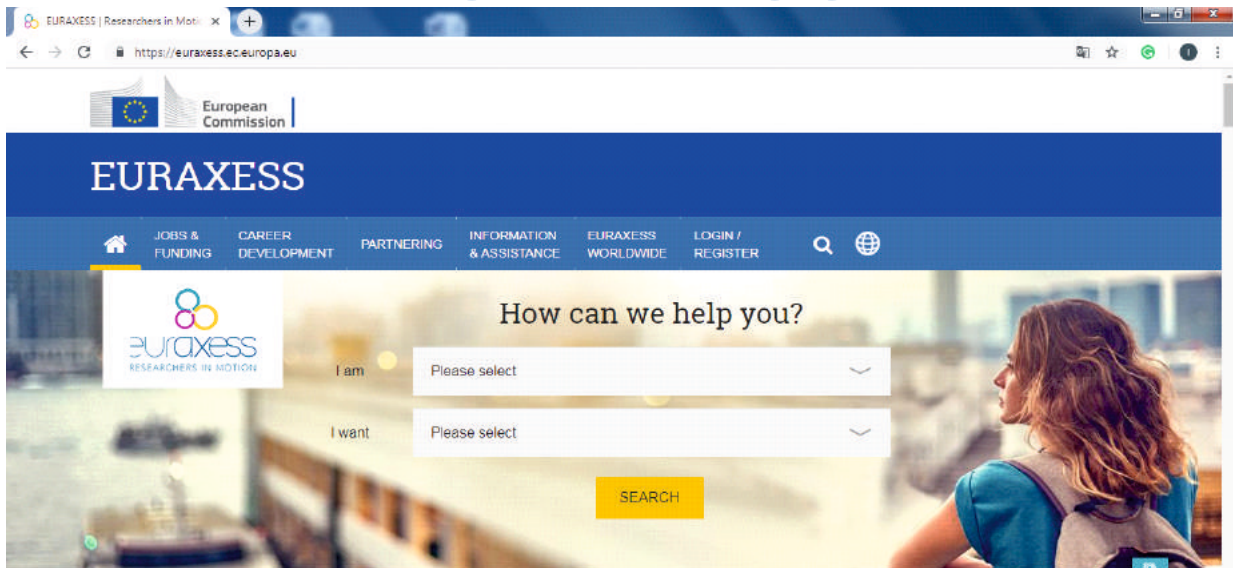 EURAXESS | Researchers in Moti
https://euraxess.ec.europa.eu
European
Commission
EURAXESS
JOBS &
FUNDING
CAREER
DEVELOPMENT
PARTNERING
INFORMATION
& ASSISTANCE
EURAXESS
WORLDWIDE
LOGIN /
REGISTER
How can we help you?
euraxess
RESEARCHERS IN MOTION
I am
Please select
I want
Please select
SEARCH